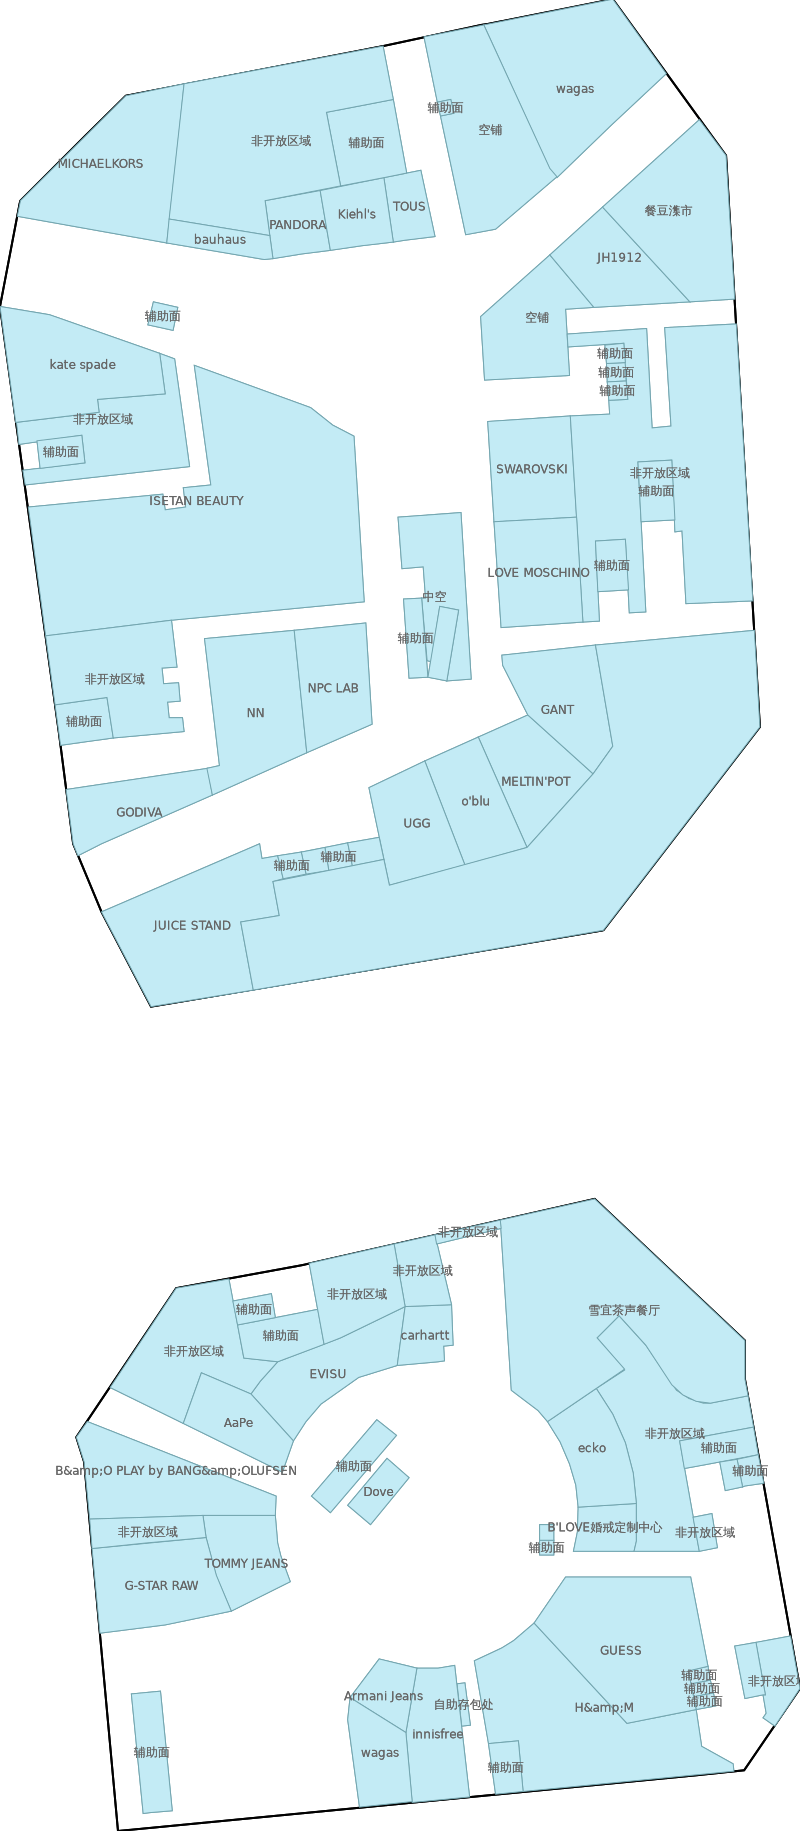 wagas
辅助面
空铺
非开放区域
辅助面
MICHAELKORS
TOUS
餐豆潗市
Kiehl's
PANDORA
bauhaus
JH1912
辅助面
空铺
辅助面
kate spade
辅助面
辅助面
非开放区域
辅助面
SWAROVSKI
非开放区域
辅助面
ISETAN BEAUTY
辅助面
LOVE MOSCHINO
中空
辅助面
非开放区域
NPC LAB
GANT
NN
辅助面
MELTIN'POT
o'blu
GODIVA
UGG
辅助面
辅助面
JUICE STAND
非开放区域
非开放区域
非开放区域
辅助面
雪宜茶声餐厅
辅助面
carhartt
非开放区域
EVISU
AaPe
非开放区域
ecko
辅助面
B&amp;O PLAY by BANG&amp;OLUFSEN
辅助面
辅助面
Dove
B'LOVE婚戒定制中心
非开放区域
非开放区域
辅助面
TOMMY JEANS
G-STAR RAW
GUESS
辅助面
非开放区域
辅助面
Armani Jeans
辅助面
自助存包处
H&amp;M
innisfree
辅助面
wagas
辅助面